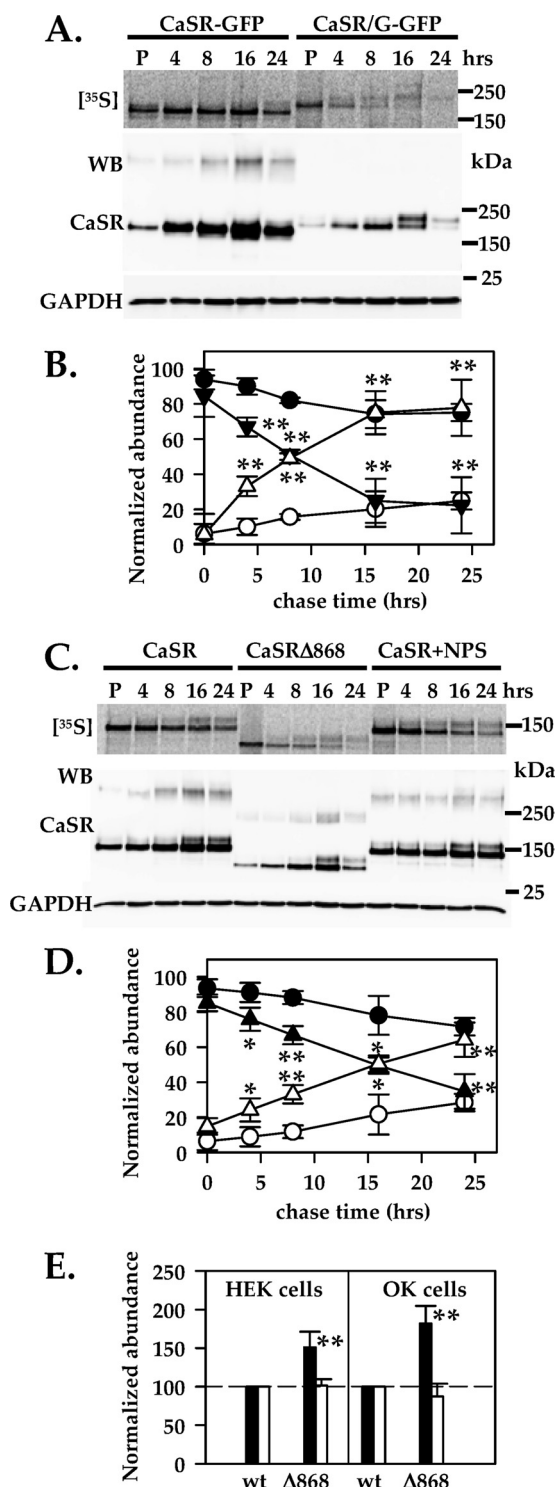 A.
CaSR-GFP CaSR/G-GFP
P 4 8 16 24 P 4 8 16 24 hrs
[³⁵S]
250
150
WB
kDa
CaSR
250
150
25
GAPDH
B.
Normalized abundance
100
80
60
40
20
0
** ** ** ** ** ** ** **
0 5 10 15 20 25
chase time (hrs)
C.
CaSR CaSRΔ868 CaSR+NPS
P 4 8 16 24 P 4 8 16 24 P 4 8 16 24 hrs
[³⁵S]
150
WB
kDa
CaSR
250
150
25
GAPDH
D.
Normalized abundance
100
80
60
40
20
0
* * ** ** * * ** **
0 5 10 15 20 25
chase time (hrs)
E.
Normalized abundance
250
200
150
100
50
0
HEK cells OK cells
** **
wt Δ868 wt Δ868